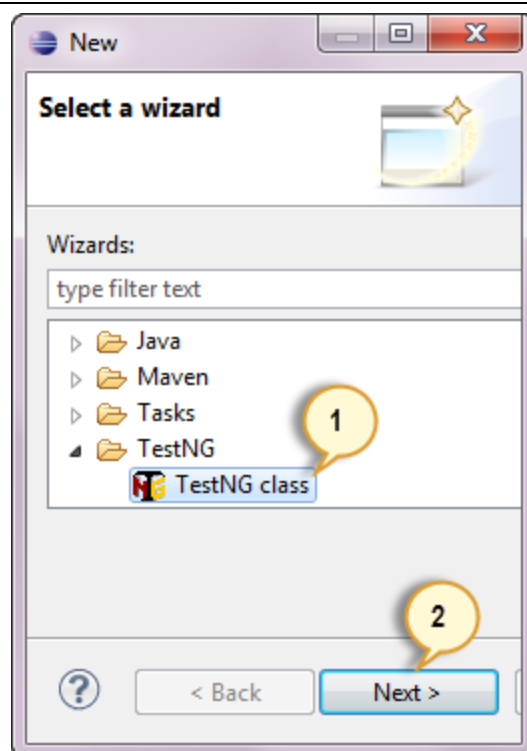 New
Select a wizard
Wizards:
type filter text
Java
Maven
Tasks
1
TestNG
TestNG class
2
?
< Back
Next >